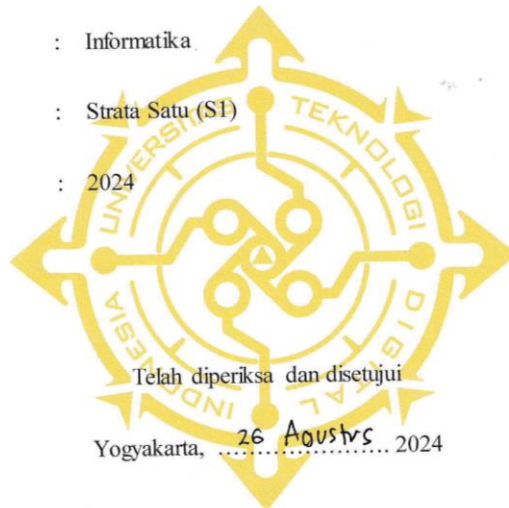 : Informatika
: Strata Satu (S1)
: 2024
UNIVERSITAS TEKNOLOGI DIGITAL INDONESIA
Telah diperiksa dan disetujui
Yogyakarta, 26 Agustus 2024